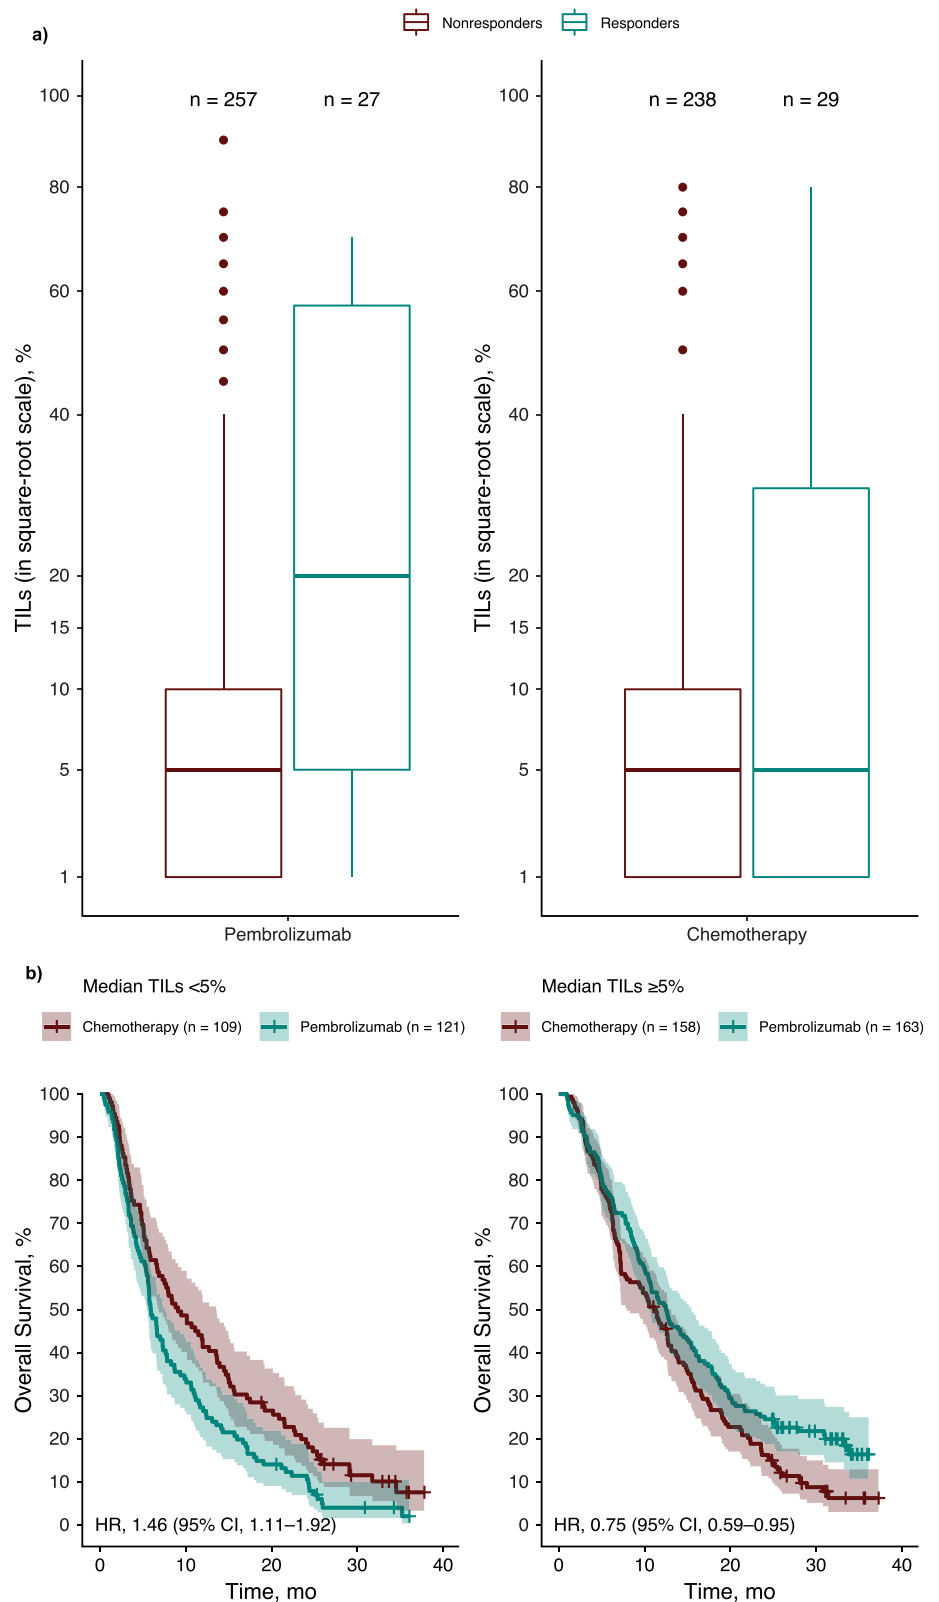 a)
Nonresponders Responders
TILs (in square-root scale), %
100
80
60
40
20
15
10
5
1
n = 257 n = 27
Pembrolizumab
TILs (in square-root scale), %
100
80
60
40
20
15
10
5
1
n = 238 n = 29
Chemotherapy
b)
Median TILs <5%
Chemotherapy (n = 109) Pembrolizumab (n = 121)
Overall Survival, %
100
90
80
70
60
50
40
30
20
10
0
HR, 1.46 (95% CI, 1.11–1.92)
0 10 20 30 40
Time, mo
Median TILs ≥5%
Chemotherapy (n = 158) Pembrolizumab (n = 163)
Overall Survival, %
100
90
80
70
60
50
40
30
20
10
0
HR, 0.75 (95% CI, 0.59–0.95)
0 10 20 30 40
Time, mo